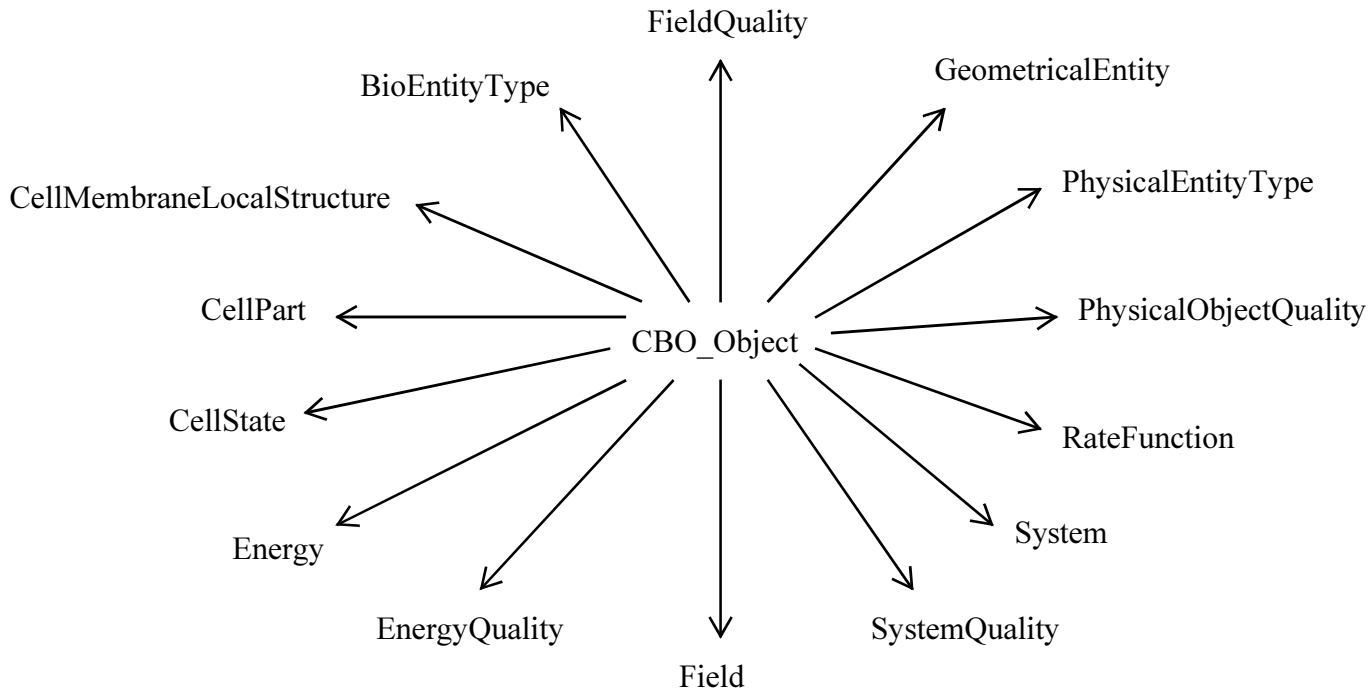 FieldQuality
GeometricalEntity
BioEntityType
PhysicalEntityType
CellMembraneLocalStructure
CellPart
PhysicalObjectQuality
CBO_Object
CellState
RateFunction
System
Energy
EnergyQuality
SystemQuality
Field